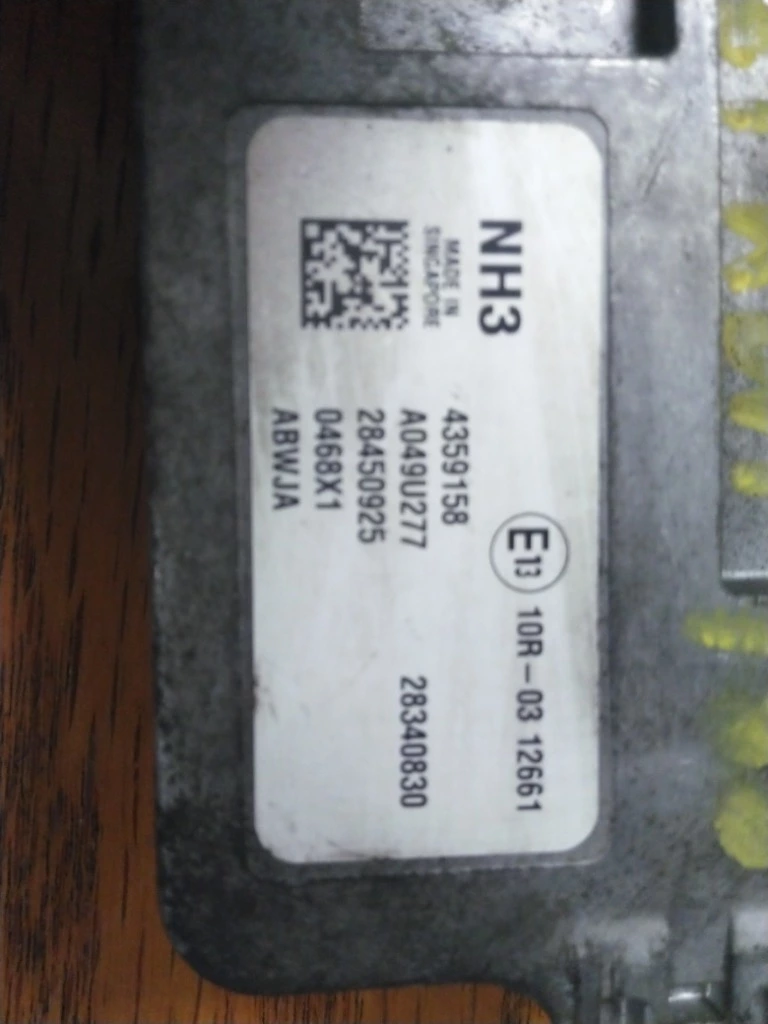 NH3
MADE IN
SINGAPORE
E13 10R-03 12661
4359158
A049U277
28340830
28450925
0468X1
ABWJA